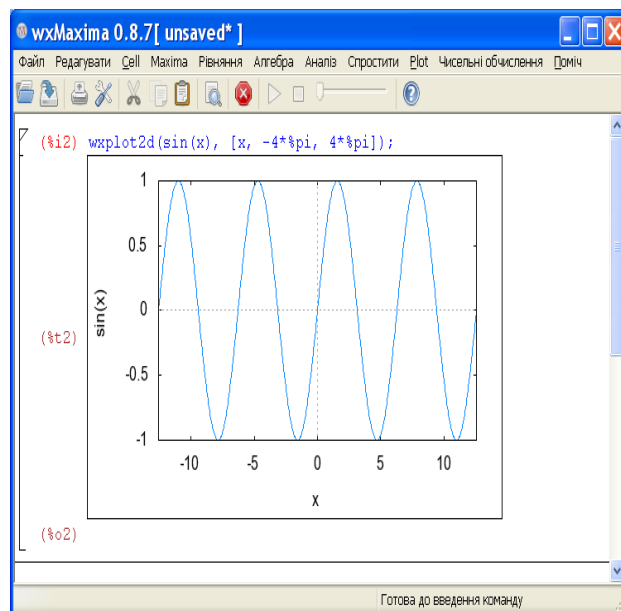 wxMaxima 0.8.7[ unsaved* ]
Файл Редагувати Cell Maxima Рівняння Алгебра Аналіз Спростити Plot Чисельні обчислення Поміч
(%i2) wxplot2d(sin(x), [x, -4*%pi, 4*%pi]);
1
0.5
0
-0.5
-1
sin(x)
(%t2)
-10 -5 0 5 10
x
(%o2)
Готова до введення команду